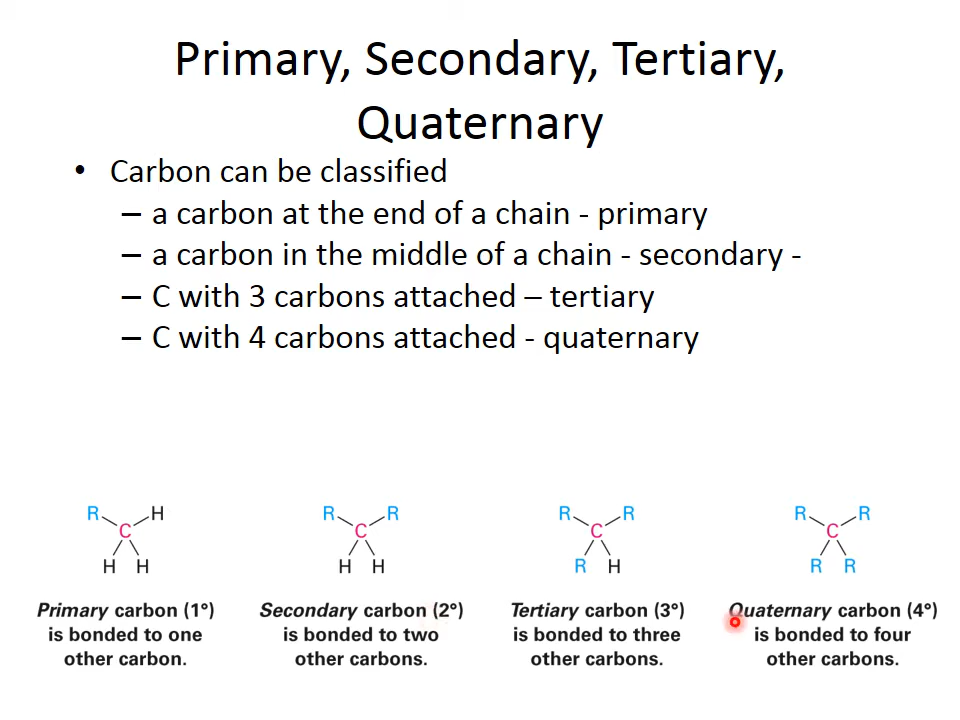 Primary, Secondary, Tertiary,
Quaternary
• Carbon can be classified
– a carbon at the end of a chain - primary
– a carbon in the middle of a chain - secondary -
– C with 3 carbons attached – tertiary
– C with 4 carbons attached - quaternary
R H
C
H H
R R
C
H H
R R
C
R H
R R
C
R R
Primary carbon (1°)
is bonded to one
other carbon.
Secondary carbon (2°)
is bonded to two
other carbons.
Tertiary carbon (3°)
is bonded to three
other carbons.
Quaternary carbon (4°)
is bonded to four
other carbons.